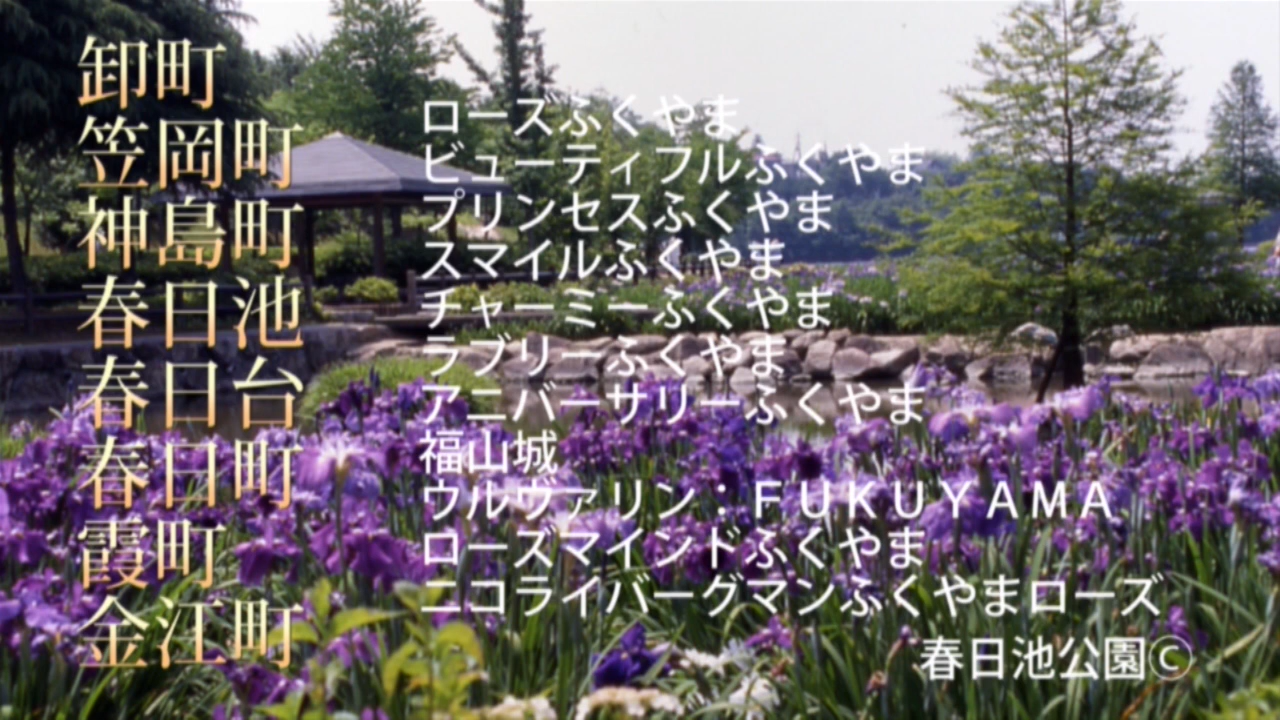 卸町
笠岡町
神島町
春日池
春日台
春日町
霞町
金江町
ローズふくやま
ビューティフルふくやま
プリンセスふくやま
スマイルふくやま
チャーミーふくやま
ラブリーふくやま
アニバーサリーふくやま
福山城
ウルヴァリン：ＦＵＫＵＹＡＭＡ
ローズマインドふくやま
ニコライバーグマンふくやまローズ
春日池公園©